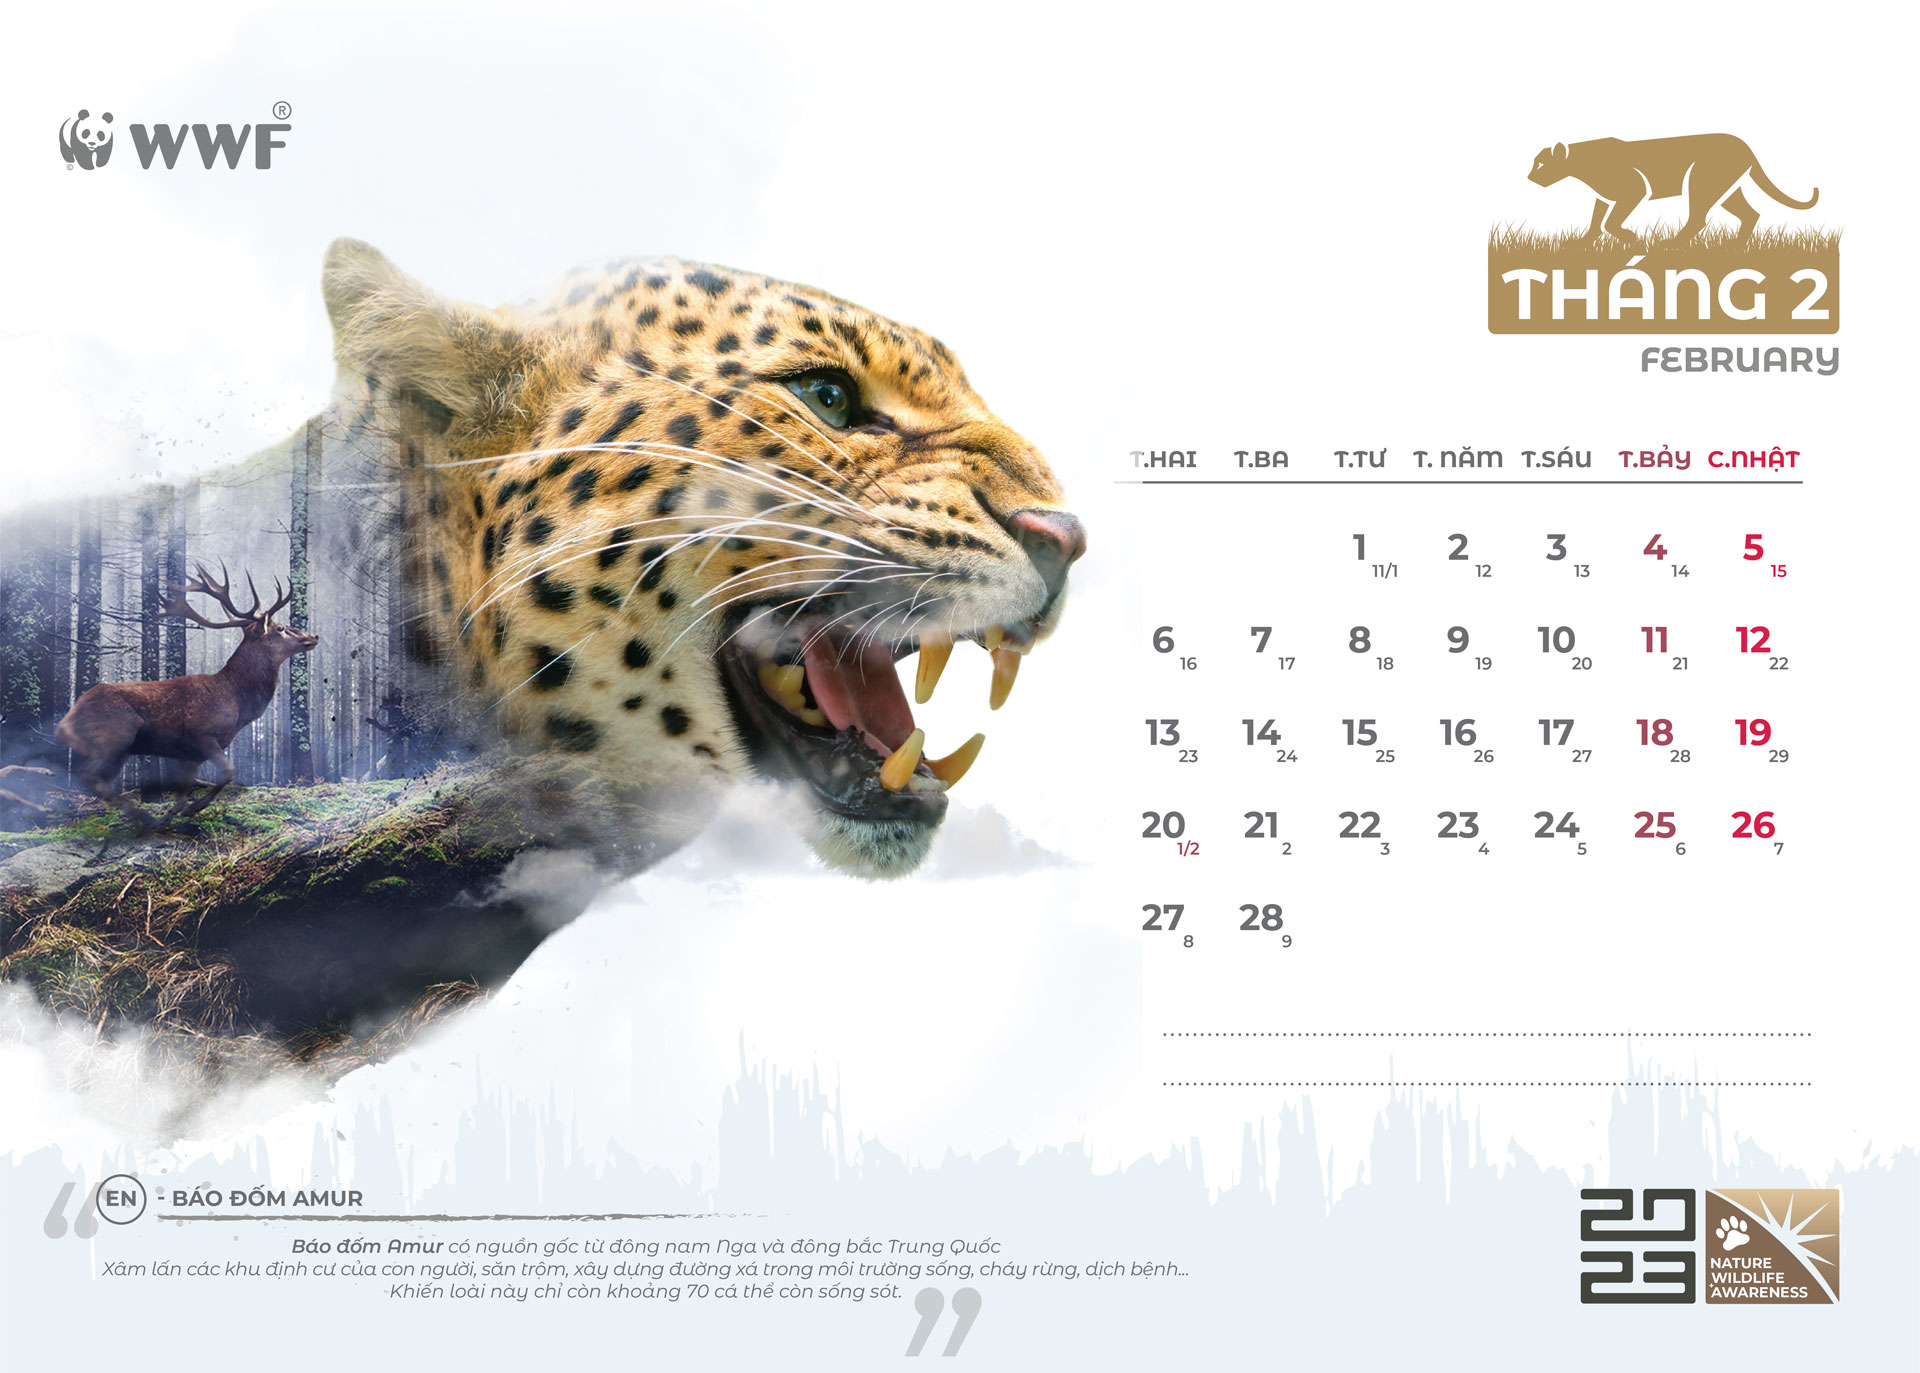 WWF®
©
THÁNG 2
FEBRUARY
T.HAI T.BA T.TƯ T. NĂM T.SÁU T.BẢY C.NHẬT
1 2 3 4 5
11/1 12 13 14 15
6 7 8 9 10 11 12
16 17 18 19 20 21 22
13 14 15 16 17 18 19
23 24 25 26 27 28 29
20 21 22 23 24 25 26
1/2 2 3 4 5 6 7
27 28
8 9
“ EN - BÁO ĐỐM AMUR
Báo đốm Amur có nguồn gốc từ đông nam Nga và đông bắc Trung Quốc
Xâm lấn các khu định cư của con người, săn trộm, xây dựng đường xá trong môi trường sống, cháy rừng, dịch bệnh...
Khiến loài này chỉ còn khoảng 70 cá thể còn sống sót. ”
2023
NATURE
WILDLIFE
+ AWARENESS